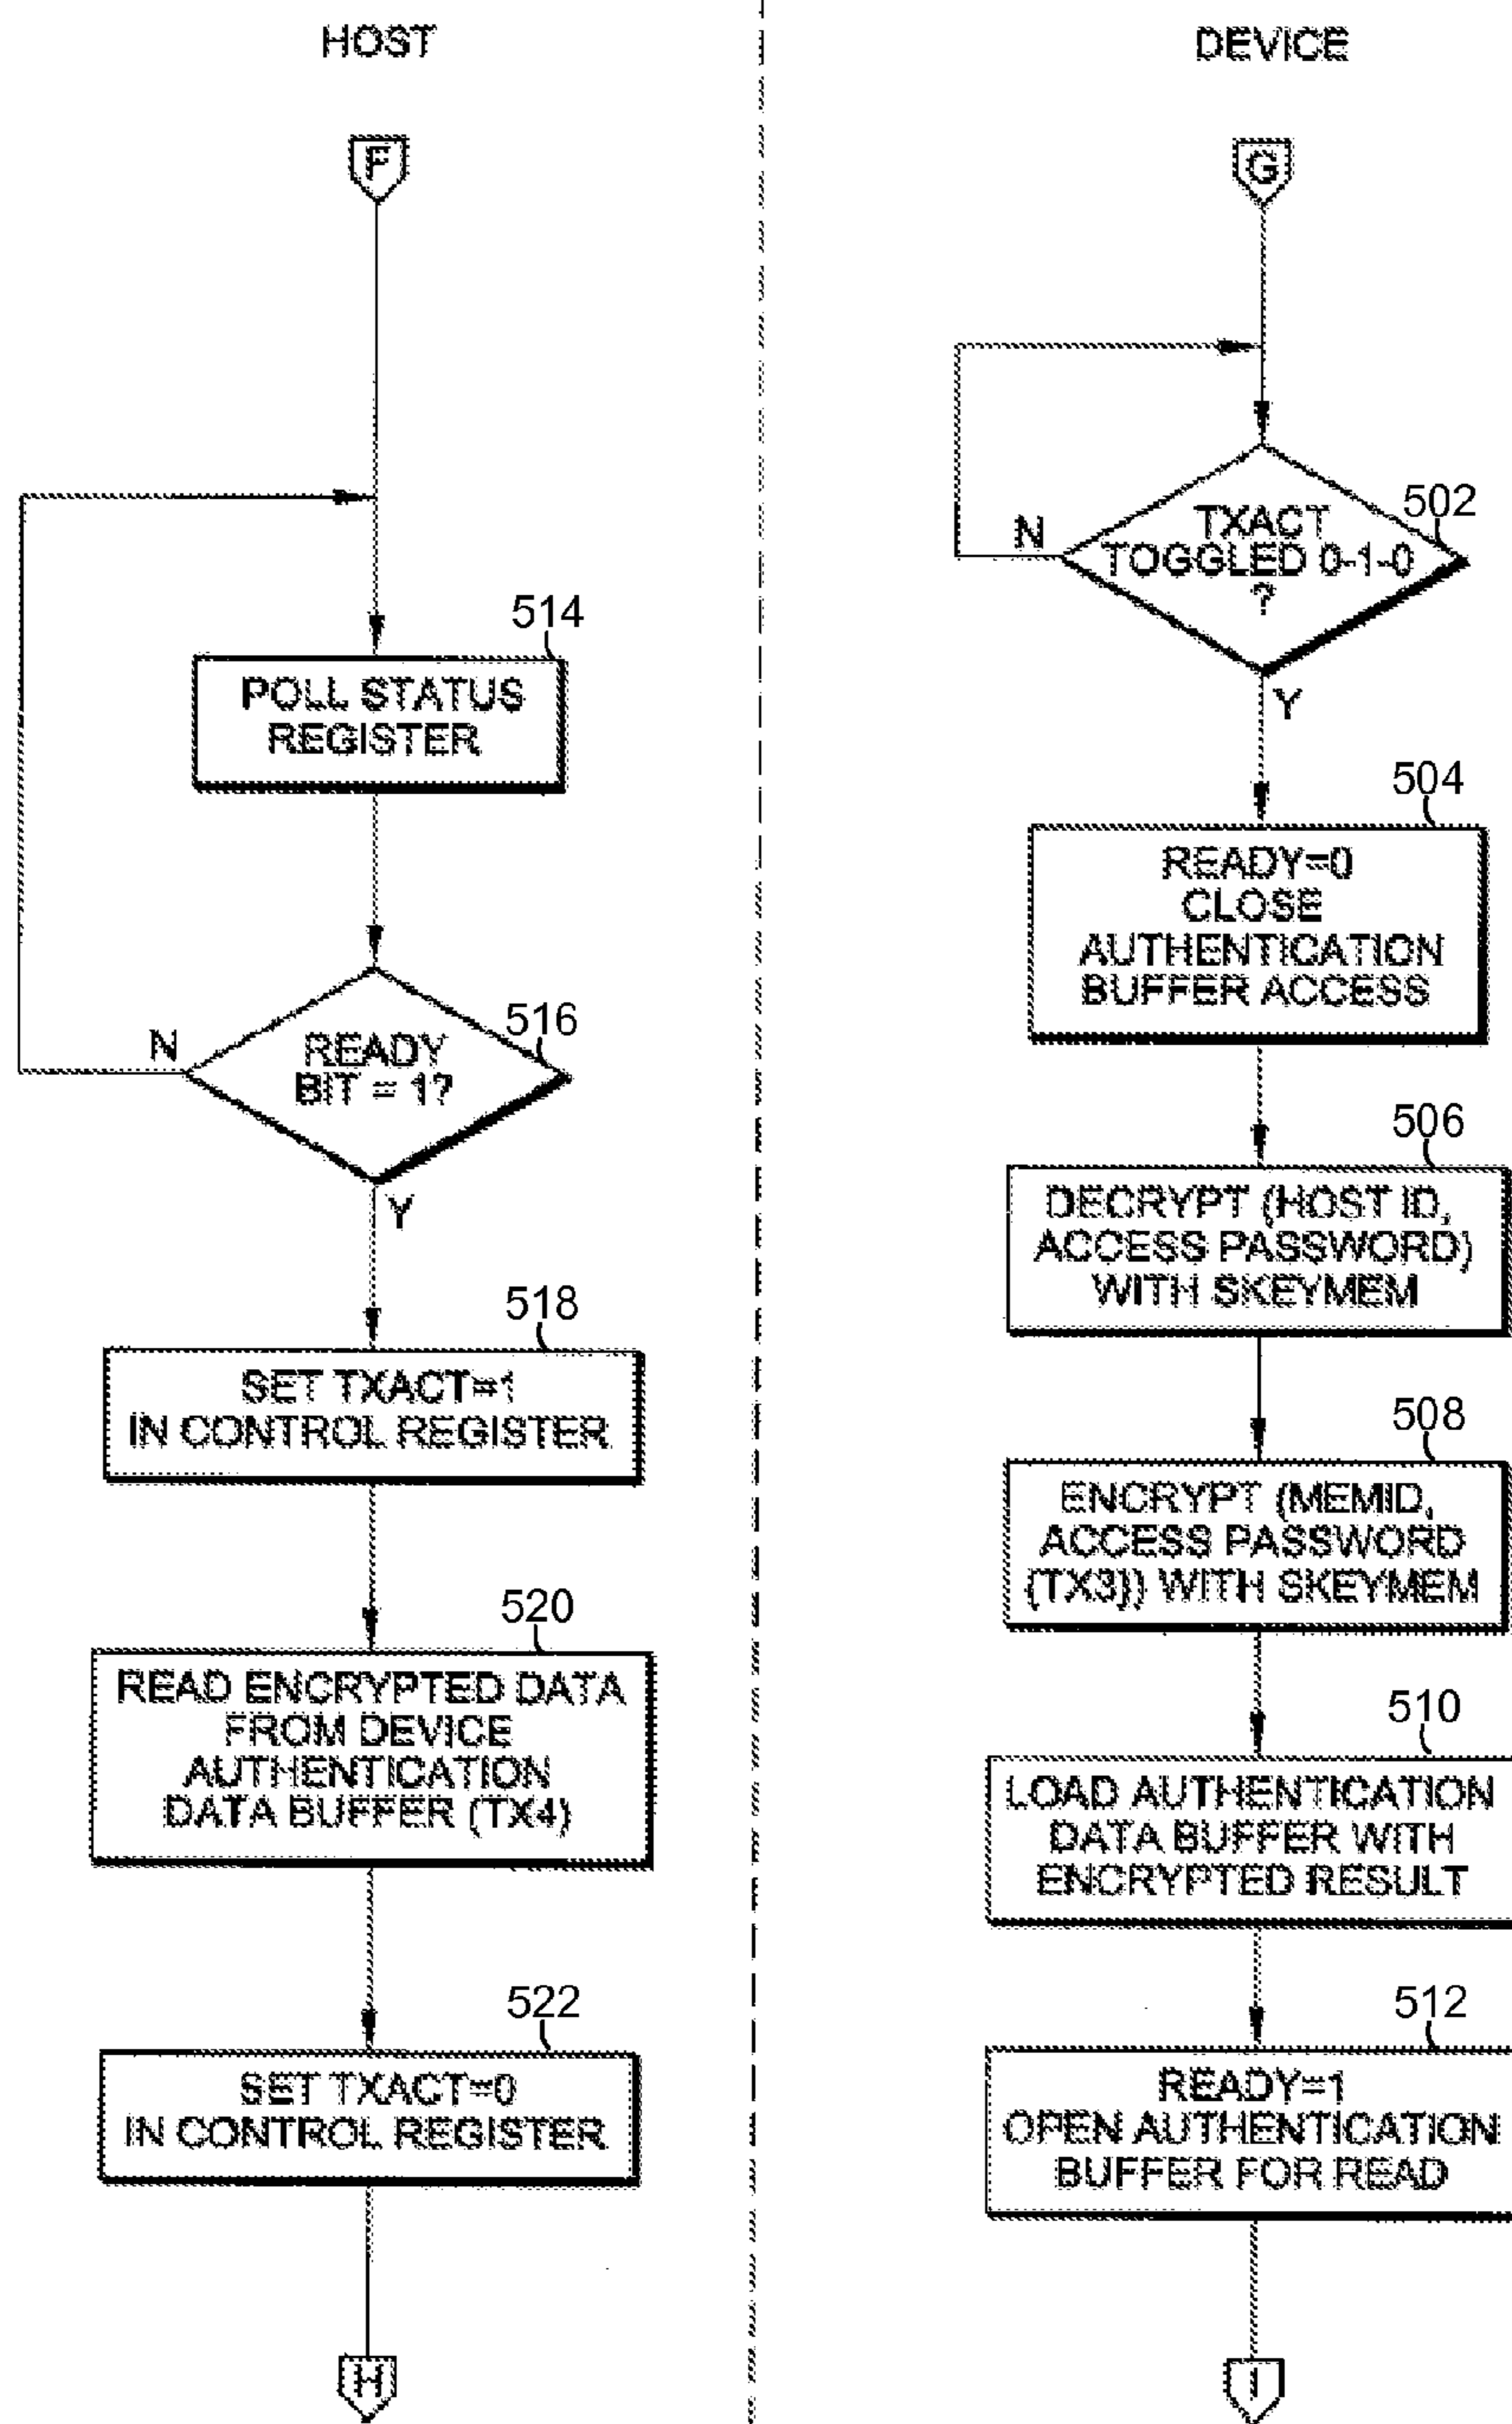 HOST
F
514
POLL STATUS
REGISTER
516
N
READY
BIT = 1?
Y
518
SET TXACT=1
IN CONTROL REGISTER
520
READ ENCRYPTED DATA
FROM DEVICE
AUTHENTICATION
DATA BUFFER (TX4)
522
SET TXACT=0
IN CONTROL REGISTER
H
DEVICE
G
502
N
TXACT
TOGGLED 0-1-0
?
Y
504
READY=0
CLOSE
AUTHENTICATION
BUFFER ACCESS
506
DECRYPT (HOST ID,
ACCESS PASSWORD)
WITH SKEYMEM
508
ENCRYPT (MEMID,
ACCESS PASSWORD
(TX3)) WITH SKEYMEM
510
LOAD AUTHENTICATION
DATA BUFFER WITH
ENCRYPTED RESULT
512
READY=1
OPEN AUTHENTICATION
BUFFER FOR READ
I